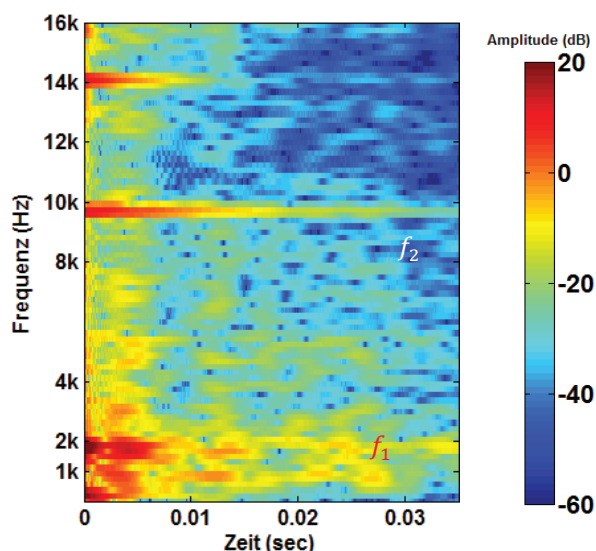 Amplitude (dB)
16k
14k
12k
10k
8k
4k
2k
1k
Frequenz (Hz)
f₂
f₁
0
0.01
0.02
0.03
Zeit (sec)
20
0
-20
-40
-60